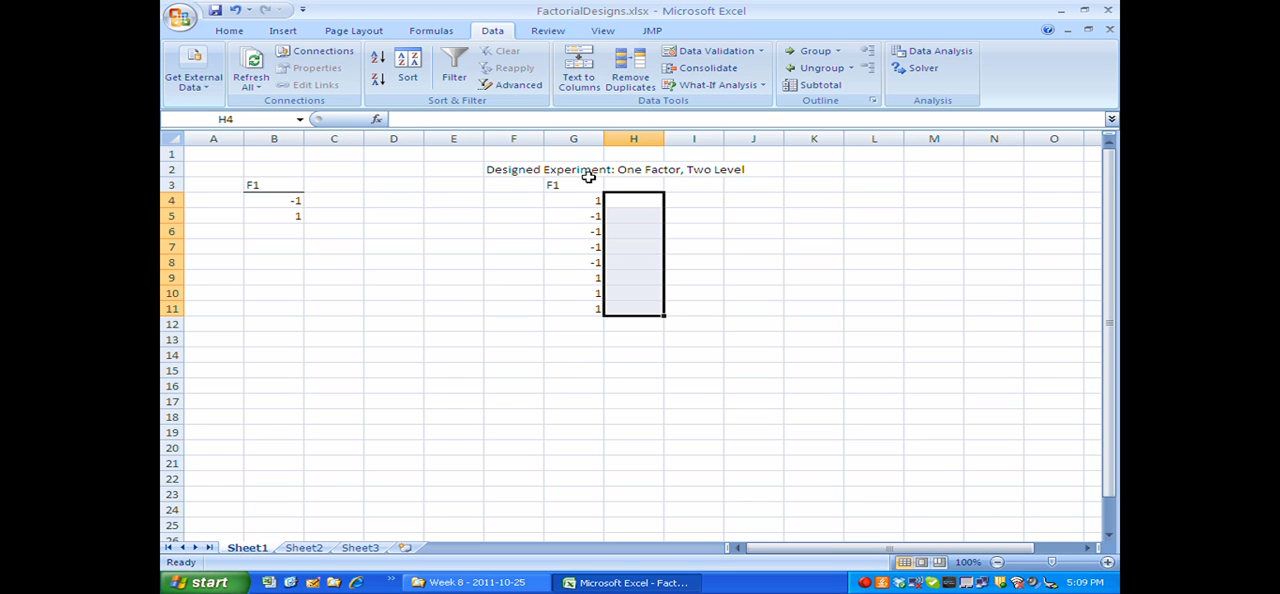 FactorialDesigns.xlsx - Microsoft Excel
Home Insert Page Layout Formulas Data Review View JMP
Get External Data
Refresh All
Connections
Properties
Edit Links
Connections
Sort
Filter
Clear
Reapply
Advanced
Sort & Filter
Text to Columns
Remove Duplicates
Data Validation
Consolidate
What-If Analysis
Data Tools
Group
Ungroup
Subtotal
Outline
Data Analysis
Solver
Analysis
H4 fx
A B C D E F G H I J K L M N O
1
2 Designed Experiment: One Factor, Two Level
3 F1 F1
4 -1 1
5 1 -1
6 -1
7 -1
8 -1
9 1
10 1
11 1
12
13
14
15
16
17
18
19
20
21
22
23
24
25
26
Sheet1 Sheet2 Sheet3
Ready 100%
start Week 8 - 2011-10-25 Microsoft Excel - Fact... 5:09 PM